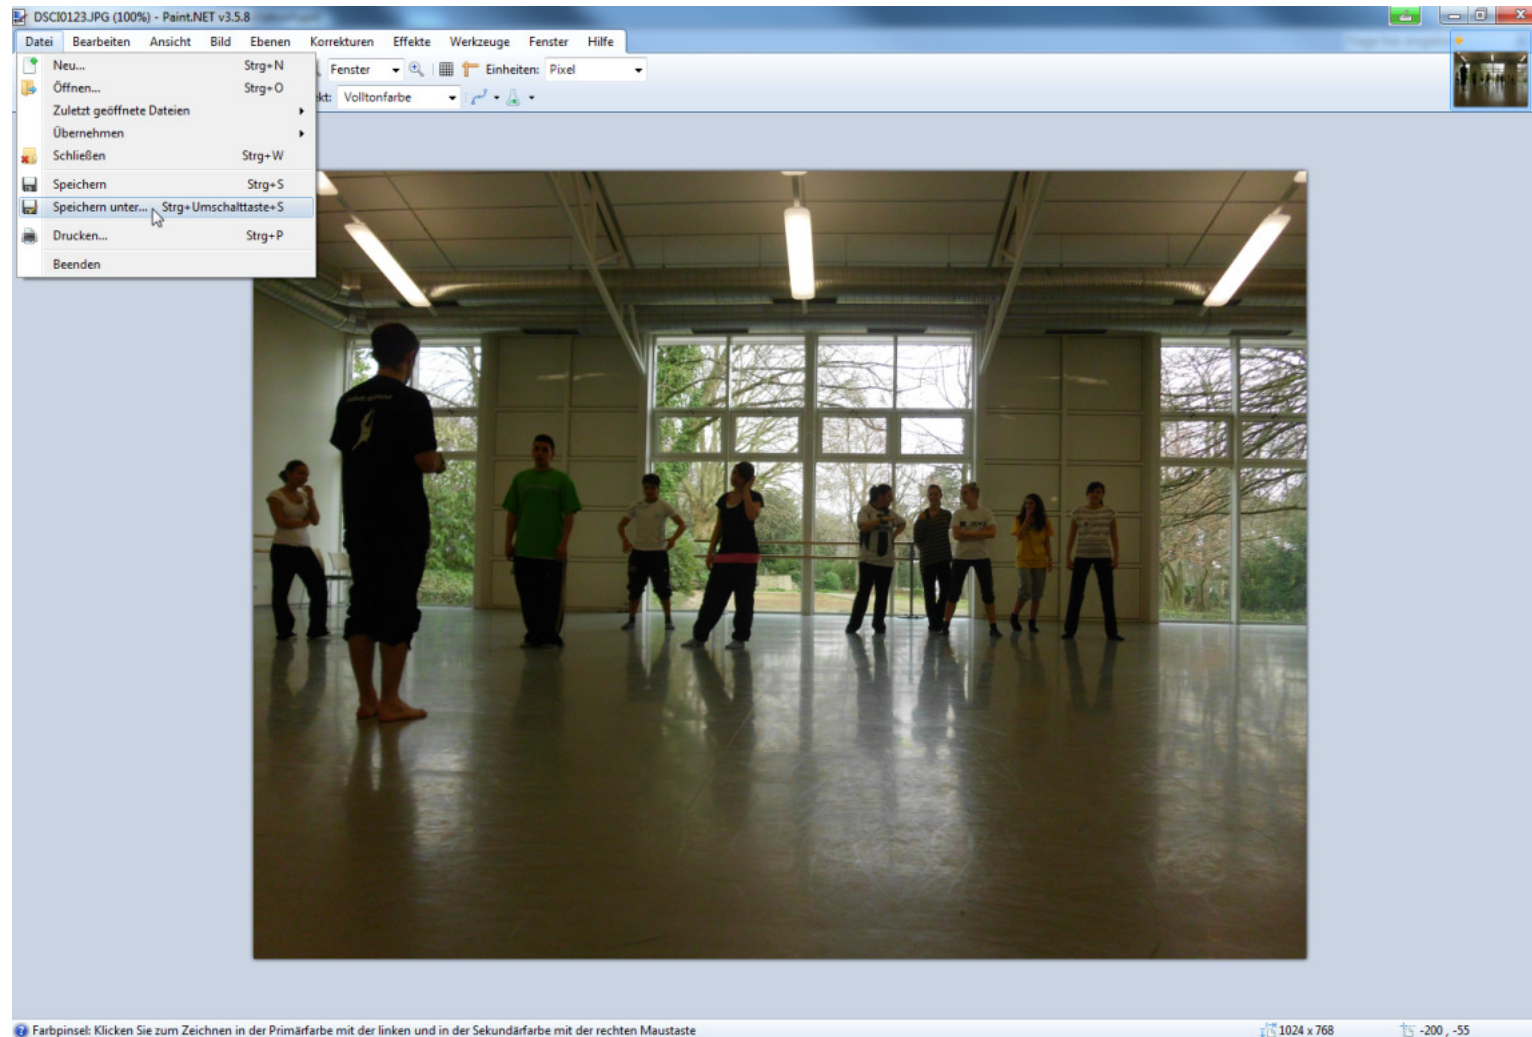 DSCI0123.JPG (100%) - Paint.NET v3.5.8
Datei Bearbeiten Ansicht Bild Ebenen Korrekturen Effekte Werkzeuge Fenster Hilfe
Neu... Strg+N
Fenster Einheiten: Pixel
Öffnen... Strg+O
kt: Volltonfarbe
Zuletzt geöffnete Dateien
Übernehmen
Schließen Strg+W
Speichern Strg+S
Speichern unter... Strg+Umschalttaste+S
Drucken... Strg+P
Beenden
Farbpinsel: Klicken Sie zum Zeichnen in der Primärfarbe mit der linken und in der Sekundärfarbe mit der rechten Maustaste 1024 x 768 -200 , -55